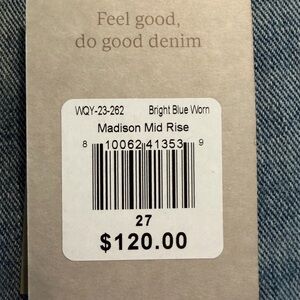 Feel good,
do good denim
WQY-23-262 Bright Blue Worn
Madison Mid Rise
8 10062 41353 9
27
$120.00